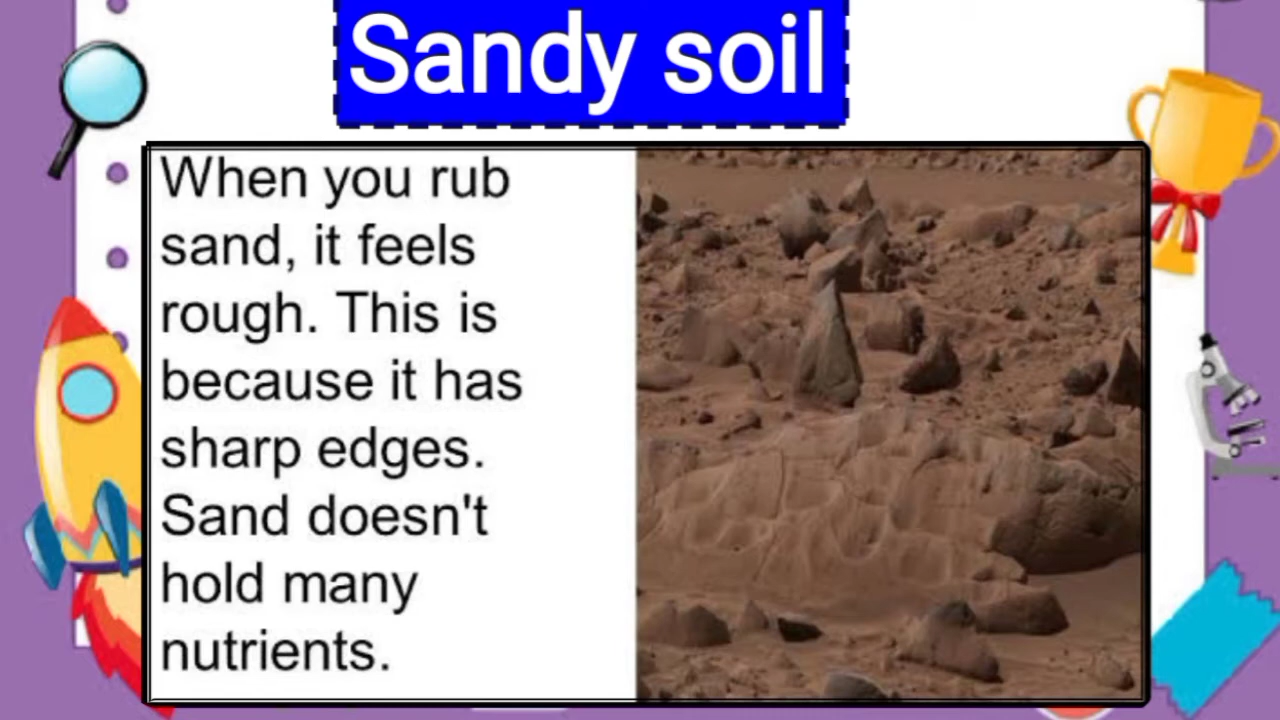 Sandy soil
When you rub
sand, it feels
rough. This is
because it has
sharp edges.
Sand doesn't
hold many
nutrients.